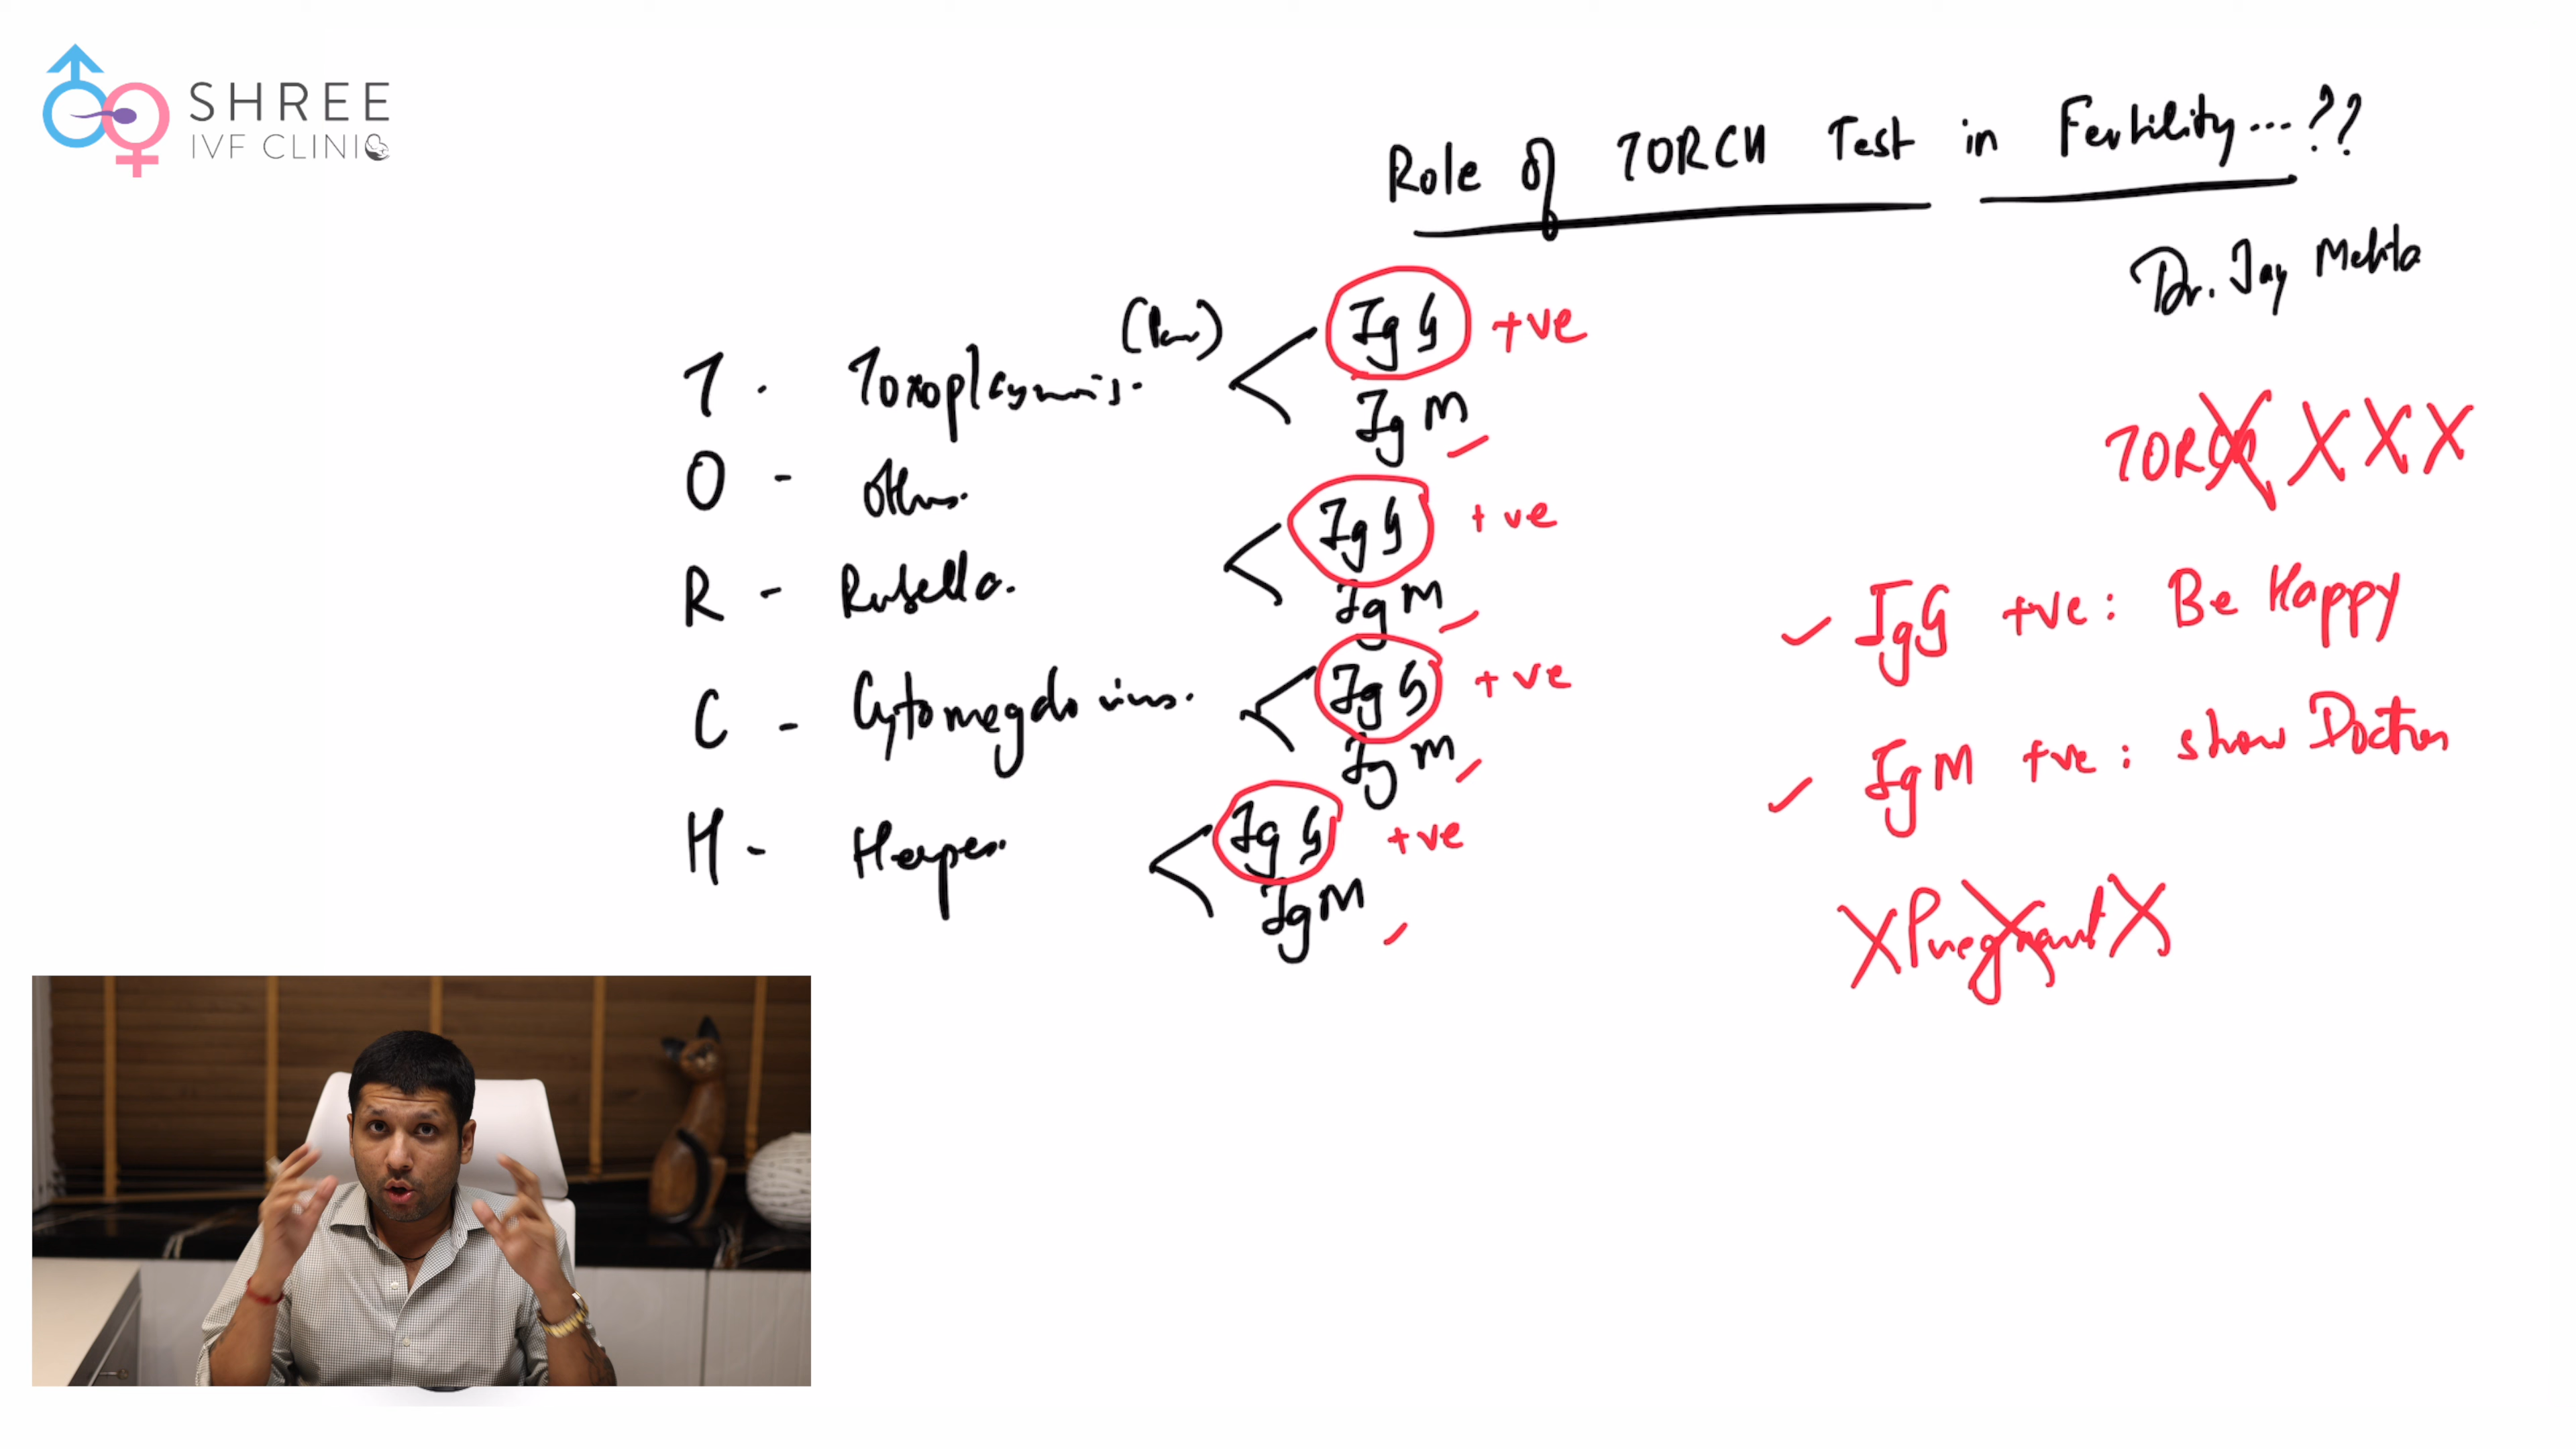 SHREE
IVF CLINIC
Role of TORCH Test in Fertility...??
Dr. Jay Mehta
T. Toxoplasmosis.
IgG +ve
IgM
O - Others.
R - Rubella.
IgG +ve
IgM
C - Cytomegalovirus.
IgG +ve
IgM
H - Herpes.
IgG +ve
IgM
TORCH X X X
IgG +ve: Be Happy
IgM +ve: show Doctor
X Pregnant X